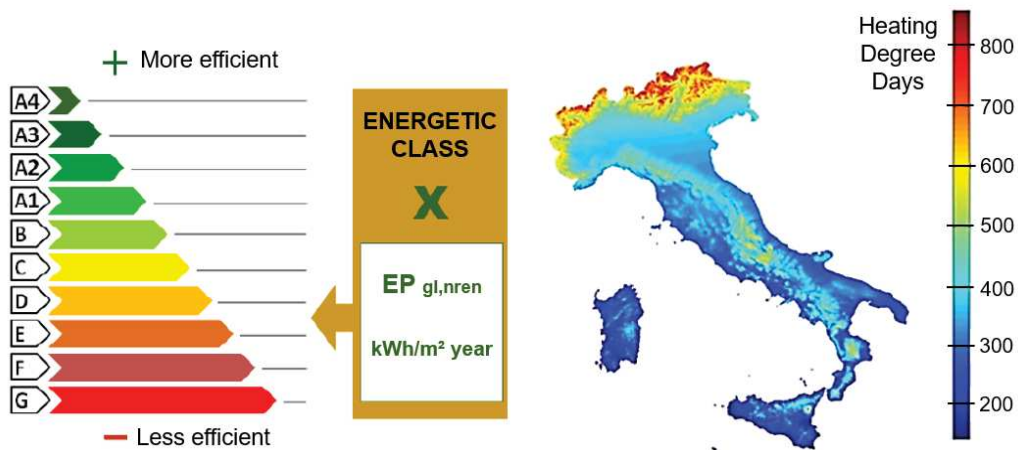 + More efficient
A4
A3
A2
A1
B
C
D
E
F
G
− Less efficient
ENERGETIC
CLASS
X
EP gl,nren
kWh/m² year
Heating
Degree
Days
800
700
600
500
400
300
200